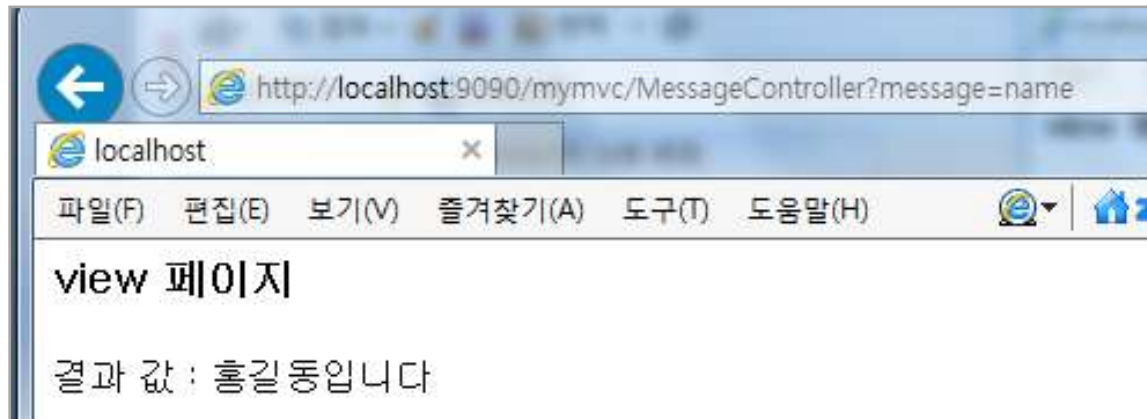 http://localhost:9090/mymvc/MessageController?message=name
localhost
파일(F) 편집(E) 보기(V) 즐겨찾기(A) 도구(T) 도움말(H)
view 페이지
결과 값 : 홍길동입니다